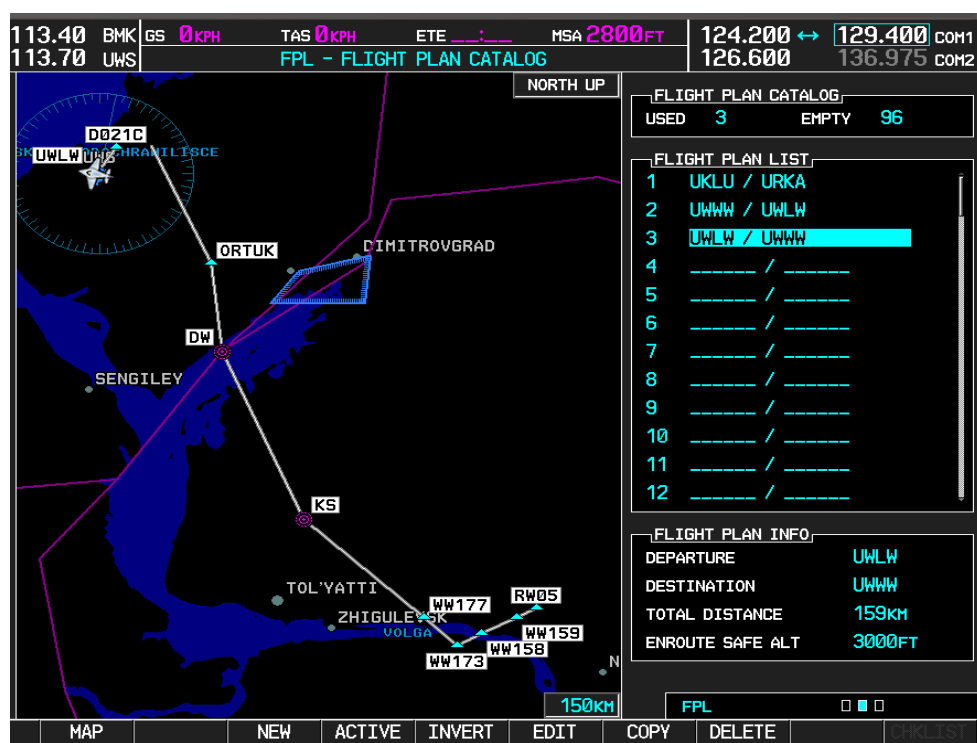 113.40 BMK GS 0KPH TAS 0KPH ETE __:__ MSA 2800FT 124.200 ↔ 129.400 COM1
113.70 UWS FPL - FLIGHT PLAN CATALOG 126.600 136.975 COM2
NORTH UP
D021C
UWLW
ORTUK
DIMITROVGRAD
DW
SENGILEY
KS
TOL'YATTI
WW177
RW05
ZHIGULEVSK
VOLGA
WW159
WW158
WW173
N
150KM
FLIGHT PLAN CATALOG
USED 3 EMPTY 96
FLIGHT PLAN LIST
1 UKLU / URKA
2 UWWW / UWLW
3 UWLW / UWWW
4 ______ / ______
5 ______ / ______
6 ______ / ______
7 ______ / ______
8 ______ / ______
9 ______ / ______
10 ______ / ______
11 ______ / ______
12 ______ / ______
FLIGHT PLAN INFO
DEPARTURE UWLW
DESTINATION UWWW
TOTAL DISTANCE 159KM
ENROUTE SAFE ALT 3000FT
FPL
MAP NEW ACTIVE INVERT EDIT COPY DELETE CHKLIST